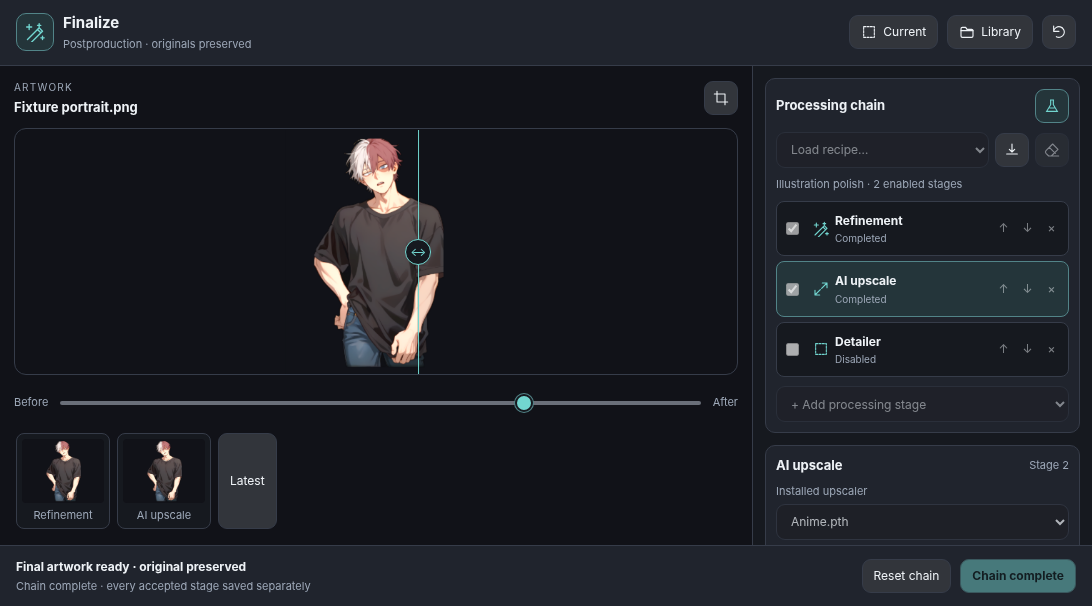 Finalize
Postproduction · originals preserved
Current
Library
ARTWORK
Fixture portrait.png
Before
After
Refinement
AI upscale
Latest
Processing chain
Load recipe...
Illustration polish · 2 enabled stages
Refinement
Completed
AI upscale
Completed
Detailer
Disabled
+ Add processing stage
AI upscale
Stage 2
Installed upscaler
Anime.pth
Final artwork ready · original preserved
Chain complete · every accepted stage saved separately
Reset chain
Chain complete